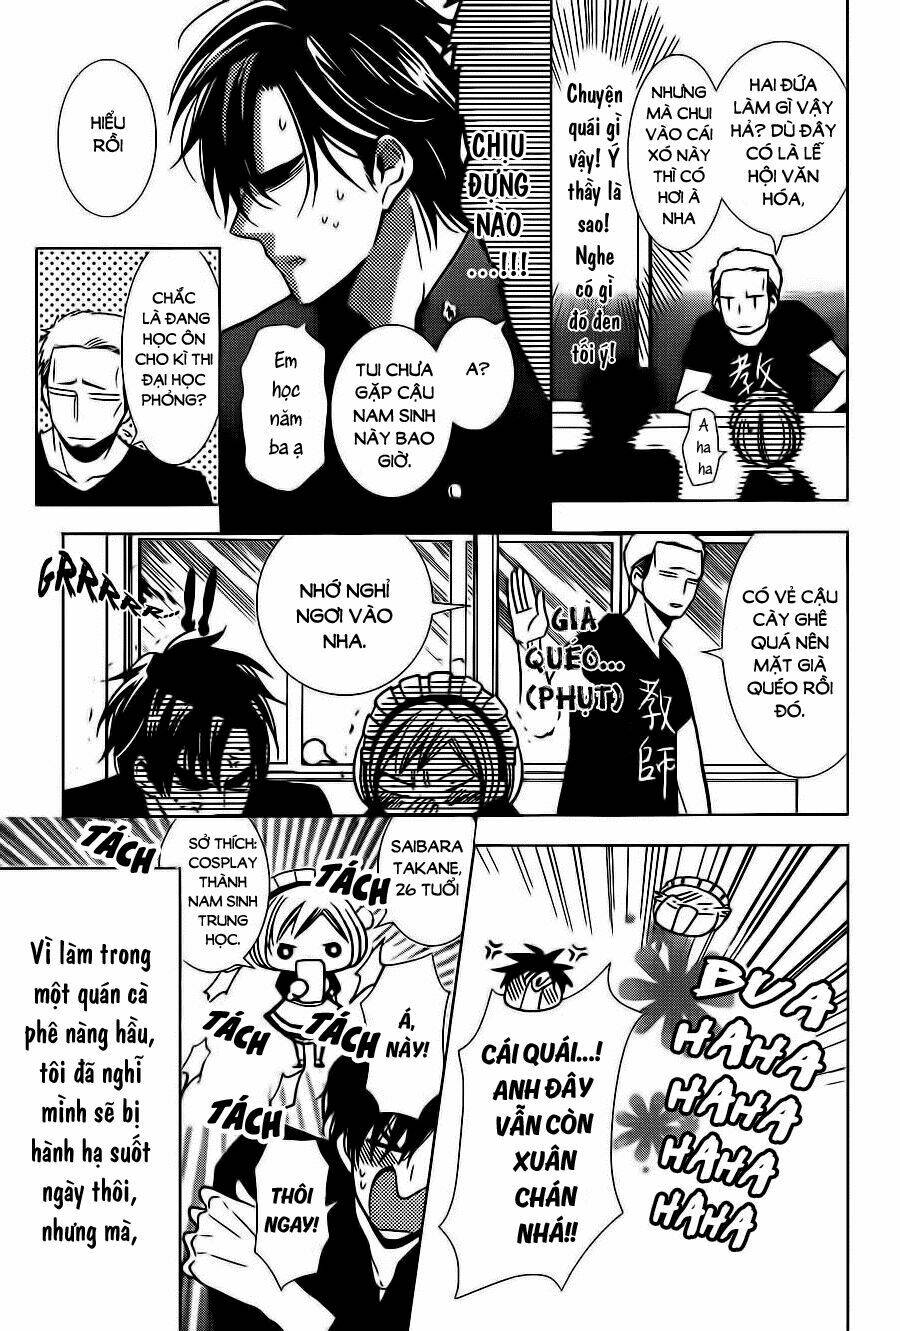 HAI ĐỨA
LÀM GÌ VẬY
HẢ? DÙ ĐÂY
CÓ LÀ LỄ
HỘI VĂN
HÓA,
NHƯNG
MÀ CHUI
VÀO CÁI
XÓ NÀY
THÌ CÓ
HƠI À
NHA
Chuyện
quái gì
vậy! Ý
thầy là
sao!
Nghe
có gì
đó đen
tối ỹ!
教
A
ha
ha
CHỊU
ĐỰNG
NÀO
...!!!
A?
TUI CHƯA
GẶP CẬU
NAM SINH
NÀY BAO
GIỜ.
Em
học
năm
ba ạ
HIỂU
RỒI
CHẮC
LÀ ĐANG
HỌC ÔN
CHO KÌ THI
ĐẠI HỌC
PHỎNG?
CÓ VẺ CẬU
CÀY GHÊ
QUÁ NÊN
MẶT GIÀ
QUÉO RỒI
ĐÓ.
教師
GIÀ
QUÉO...
(PHỤT)
NHỚ NGHỈ
NGƠI VÀO
NHA.
GRRRRRR...
BUA
HAHA
HAHA
HAHA
HAHA
CÁI QUÁI...!
ANH ĐÂY
VẪN CÒN
XUÂN
CHÁN
NHÁ!!
SAIBARA
TAKANE,
26 TUỔI
SỞ THÍCH:
COSPLAY
THÀNH
NAM SINH
TRUNG
HỌC.
TÁCH
TÁCH
TÁCH
TÁCH
TÁCH
Á,
NÀY!
THÔI
NGAY!
Vì làm trong
một quán cà
phê nàng hầu,
tôi đã nghĩ
mình sẽ bị
hành hạ suốt
ngày thôi,
nhưng mà,